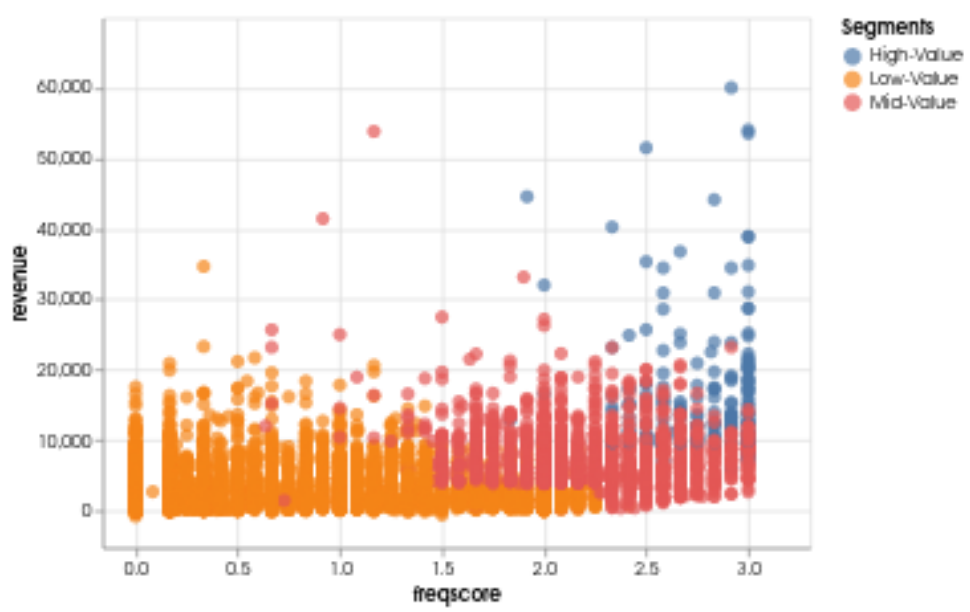 Segments
High-Value
Low-Value
Mid-Value
60,000
50,000
40,000
30,000
20,000
10,000
0
revenue
0.0 0.5 1.0 1.5 2.0 2.5 3.0
freqscore